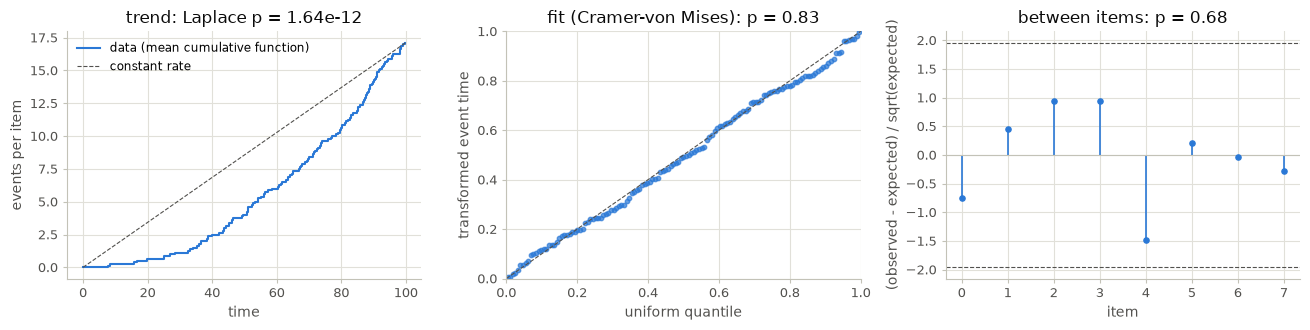 trend: Laplace p = 1.64e-12
events per item
17.5
15.0
12.5
10.0
7.5
5.0
2.5
0.0
data (mean cumulative function)
constant rate
0 20 40 60 80 100
time
fit (Cramer-von Mises): p = 0.83
transformed event time
1.0
0.8
0.6
0.4
0.2
0.0
0.0 0.2 0.4 0.6 0.8 1.0
uniform quantile
between items: p = 0.68
(observed - expected) / sqrt(expected)
2.0
1.5
1.0
0.5
0.0
−0.5
−1.0
−1.5
−2.0
0 1 2 3 4 5 6 7
item